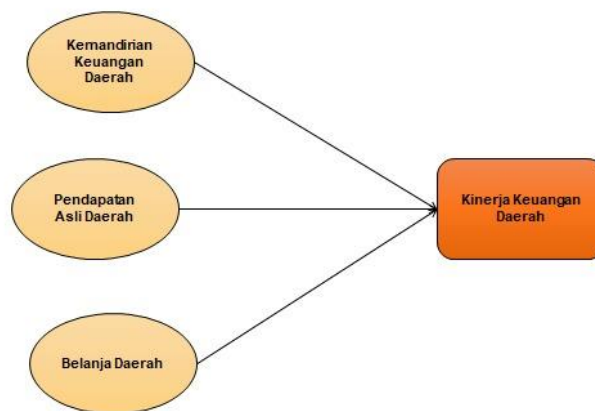 Kemandirian
Keuangan
Daerah
Pendapatan
Asli Daerah
Kinerja Keuangan
Daerah
Belanja Daerah